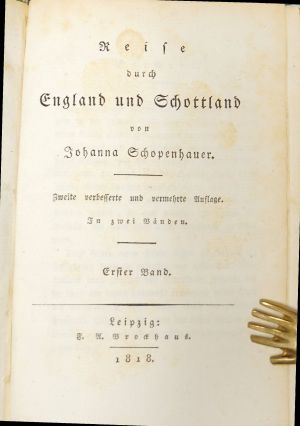 Reise
durch
England und Schottland
von
Johanna Schopenhauer.
Zweite verbesserte und vermehrte Auflage.
In zwei Bänden.
Erster Band.
Leipzig:
F. A. Brockhaus.
1818.